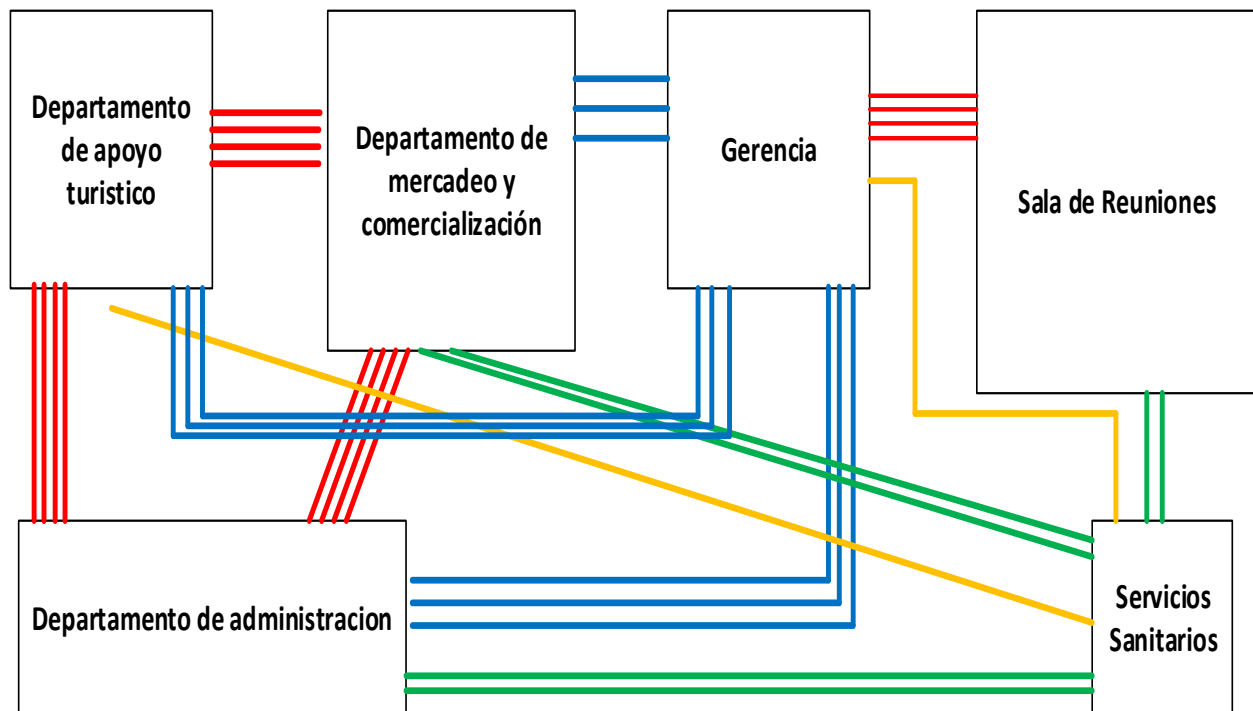 Departamento
de apoyo
turistico
Departamento de
mercadeo y
comercialización
Gerencia
Sala de Reuniones
Departamento de administracion
Servicios
Sanitarios